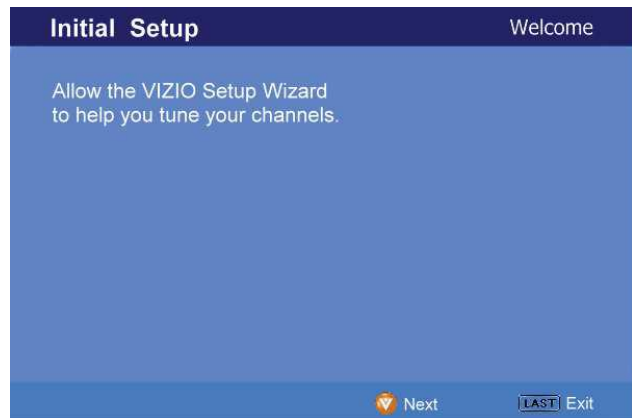 Initial Setup
Welcome
Allow the VIZIO Setup Wizard
to help you tune your channels.
V Next
LAST Exit